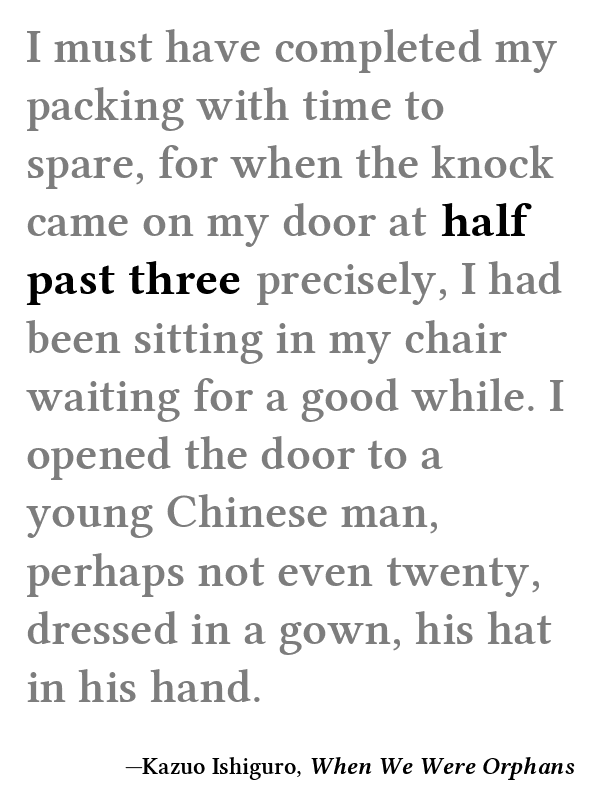 I must have completed my
packing with time to
spare, for when the knock
came on my door at half
past three precisely, I had
been sitting in my chair
waiting for a good while. I
opened the door to a
young Chinese man,
perhaps not even twenty,
dressed in a gown, his hat
in his hand.
—Kazuo Ishiguro, When We Were Orphans